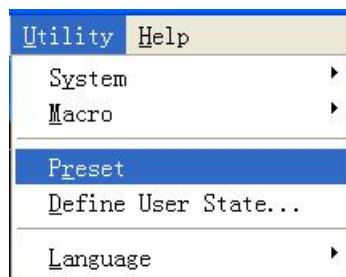 Utility Help
System
Macro
Preset
Define User State...
Language